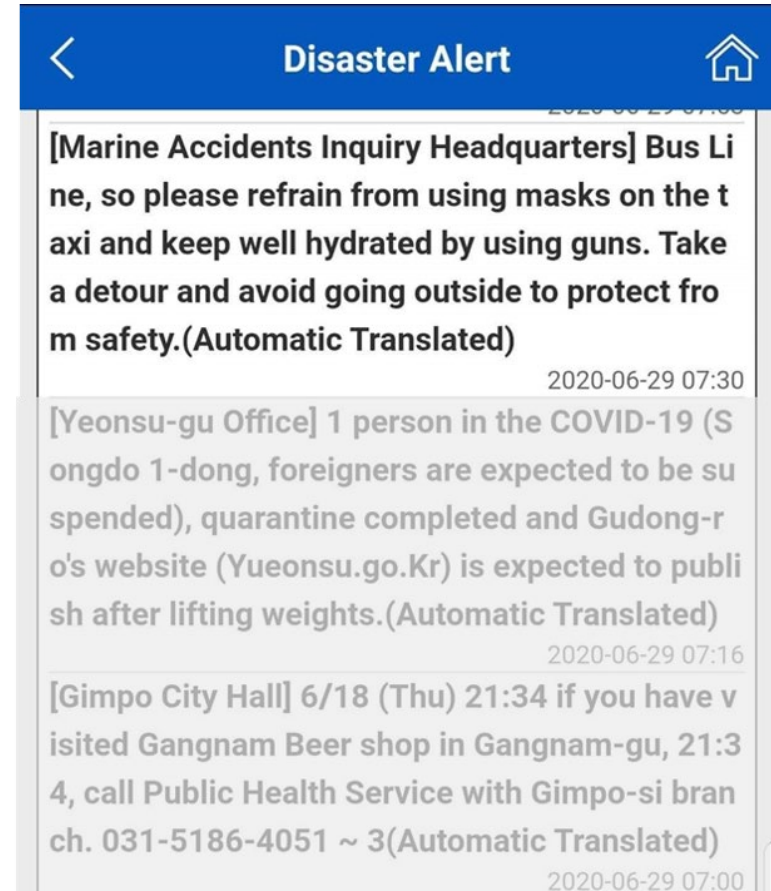 Disaster Alert
[Marine Accidents Inquiry Headquarters] Bus Li
ne, so please refrain from using masks on the t
axi and keep well hydrated by using guns. Take
a detour and avoid going outside to protect fro
m safety.(Automatic Translated)
2020-06-29 07:30
[Yeonsu-gu Office] 1 person in the COVID-19 (S
ongdo 1-dong, foreigners are expected to be su
spended), quarantine completed and Gudong-r
o's website (Yueonsu.go.Kr) is expected to publi
sh after lifting weights.(Automatic Translated)
2020-06-29 07:16
[Gimpo City Hall] 6/18 (Thu) 21:34 if you have v
isited Gangnam Beer shop in Gangnam-gu, 21:3
4, call Public Health Service with Gimpo-si bran
ch. 031-5186-4051 ~ 3(Automatic Translated)
2020-06-29 07:00